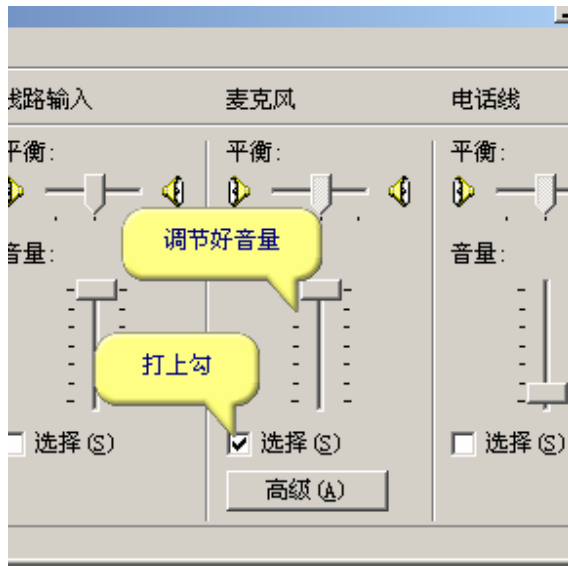 线路输入 麦克风 电话线
平衡: 平衡: 平衡:
调节好音量
音量: 音量:
打上勾
选择(S) 选择(S) 选择(S)
高级(A)